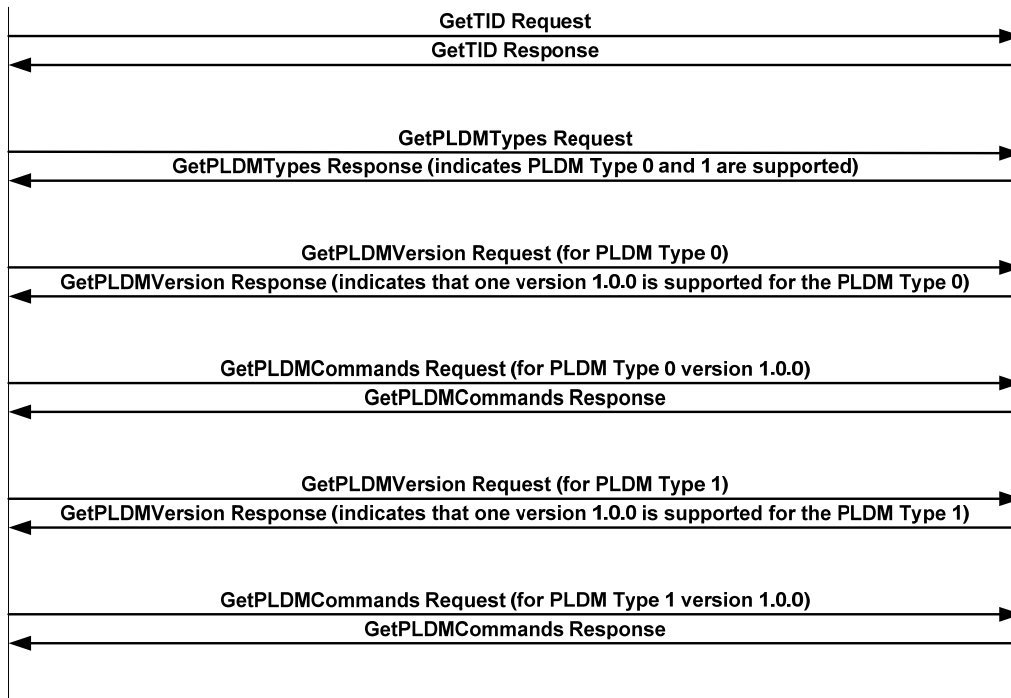 GetTID Request
GetTID Response
GetPLDMTypes Request
GetPLDMTypes Response (indicates PLDM Type 0 and 1 are supported)
GetPLDMVersion Request (for PLDM Type 0)
GetPLDMVersion Response (indicates that one version 1.0.0 is supported for the PLDM Type 0)
GetPLDMCommands Request (for PLDM Type 0 version 1.0.0)
GetPLDMCommands Response
GetPLDMVersion Request (for PLDM Type 1)
GetPLDMVersion Response (indicates that one version 1.0.0 is supported for the PLDM Type 1)
GetPLDMCommands Request (for PLDM Type 1 version 1.0.0)
GetPLDMCommands Response